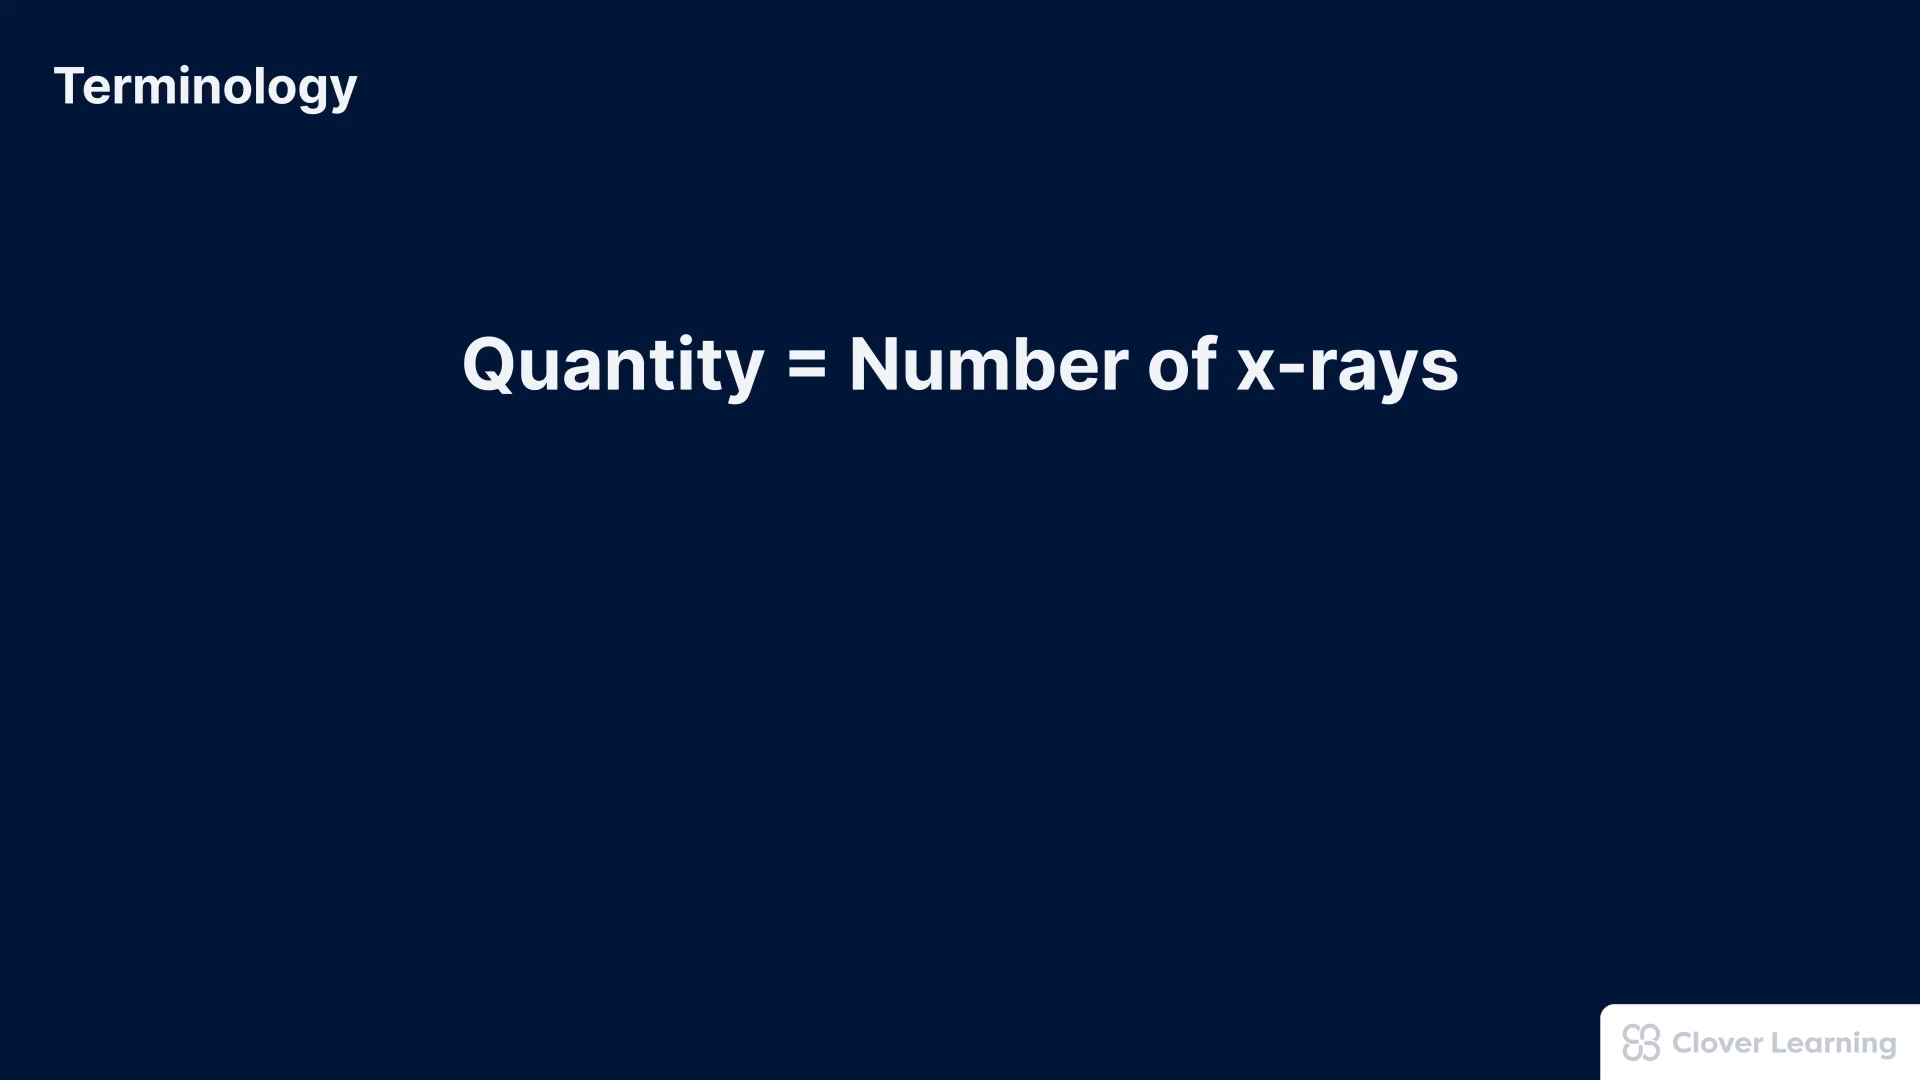 Terminology
Quantity = Number of x-rays
Clover Learning